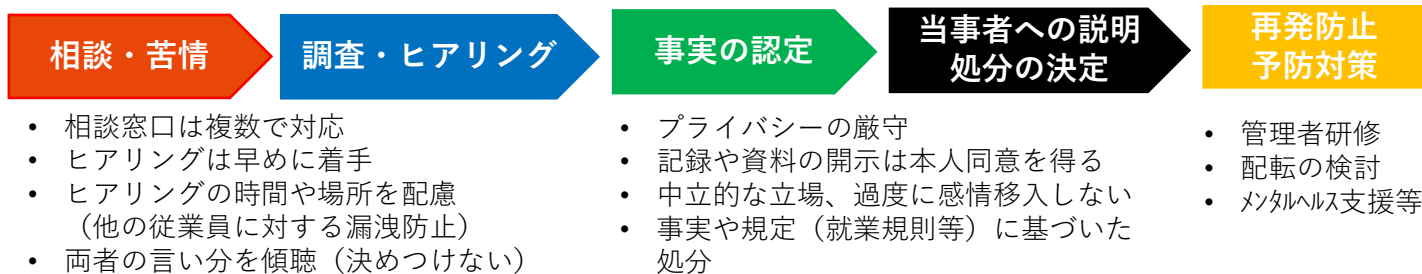 相談・苦情
調査・ヒアリング
事実の認定
当事者への説明
処分の決定
再発防止
予防対策
• 相談窓口は複数で対応
• ヒアリングは早めに着手
• ヒアリングの時間や場所を配慮
（他の従業員に対する漏洩防止）
• 両者の言い分を傾聴（決めつけない）
• プライバシーの厳守
• 記録や資料の開示は本人同意を得る
• 中立的な立場、過度に感情移入しない
• 事実や規定（就業規則等）に基づいた
処分
• 管理者研修
• 配転の検討
• ﾒﾝﾀﾙﾍﾙｽ支援等